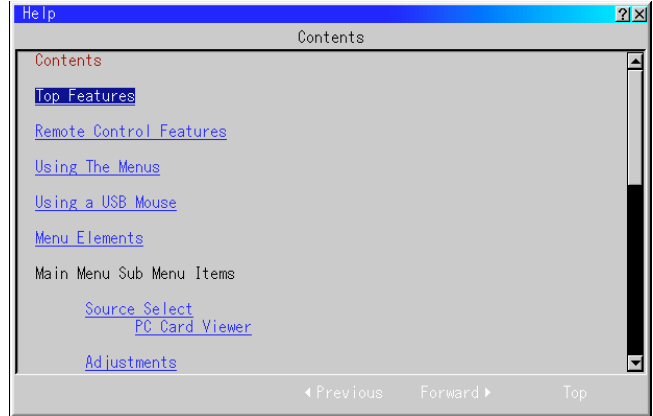 Help
Contents
Contents
Top Features
Remote Control Features
Using The Menus
Using a USB Mouse
Menu Elements
Main Menu Sub Menu Items
Source Select
PC Card Viewer
Adjustments
Previous Forward Top